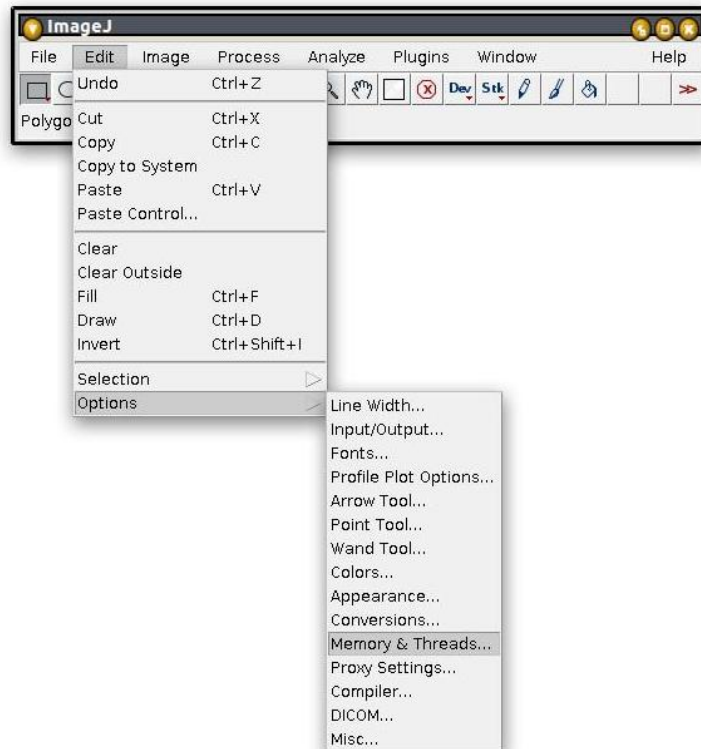 ImageJ
File Edit Image Process Analyze Plugins Window Help
Dev Stk >>
Polygo
Undo Ctrl+Z
Cut Ctrl+X
Copy Ctrl+C
Copy to System
Paste Ctrl+V
Paste Control...
Clear
Clear Outside
Fill Ctrl+F
Draw Ctrl+D
Invert Ctrl+Shift+I
Selection
Options
Line Width...
Input/Output...
Fonts...
Profile Plot Options...
Arrow Tool...
Point Tool...
Wand Tool...
Colors...
Appearance...
Conversions...
Memory & Threads...
Proxy Settings...
Compiler...
DICOM...
Misc...